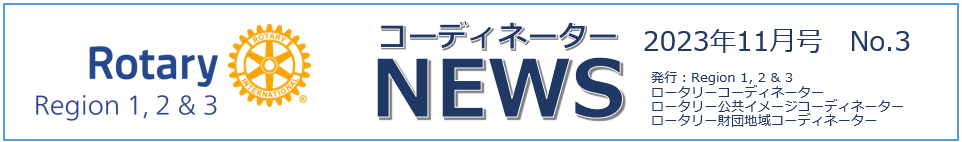 Rotary
ROTARY
INTERNATIONAL
Region 1, 2 & 3
コーディネーター
NEWS
2023年11月号 No.3
発行：Region 1, 2 & 3
ロータリーコーディネーター
ロータリー公共イメージコーディネーター
ロータリー財団地域コーディネーター